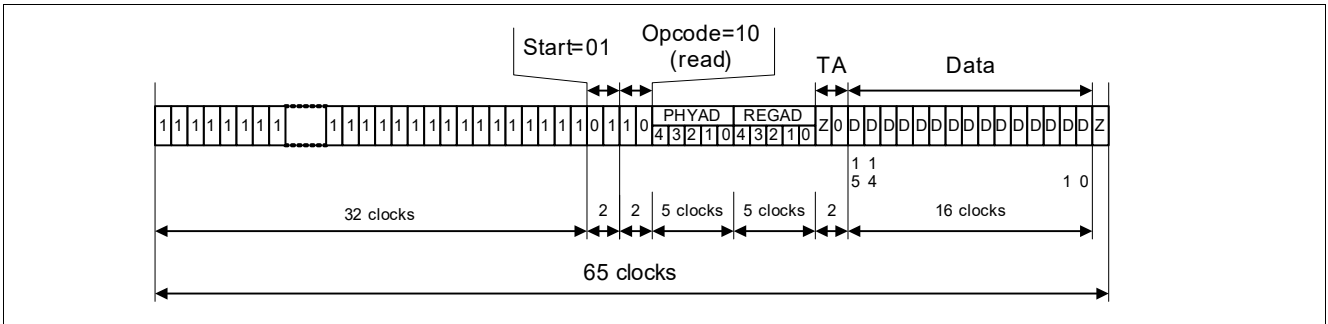 Start=01
Opcode=10
(read)
TA
Data
1 1 1 1 1 1 1 1 1 1 1 1 1 1 1 1 1 1 1 1 1 1 1 1 0 1 1 0 PHYAD REGAD Z 0 D D D D D D D D D D D D D D D Z
4 3 2 1 0 4 3 2 1 0
1 1
5 4 1 0
32 clocks 2 2 5 clocks 5 clocks 2 16 clocks
65 clocks